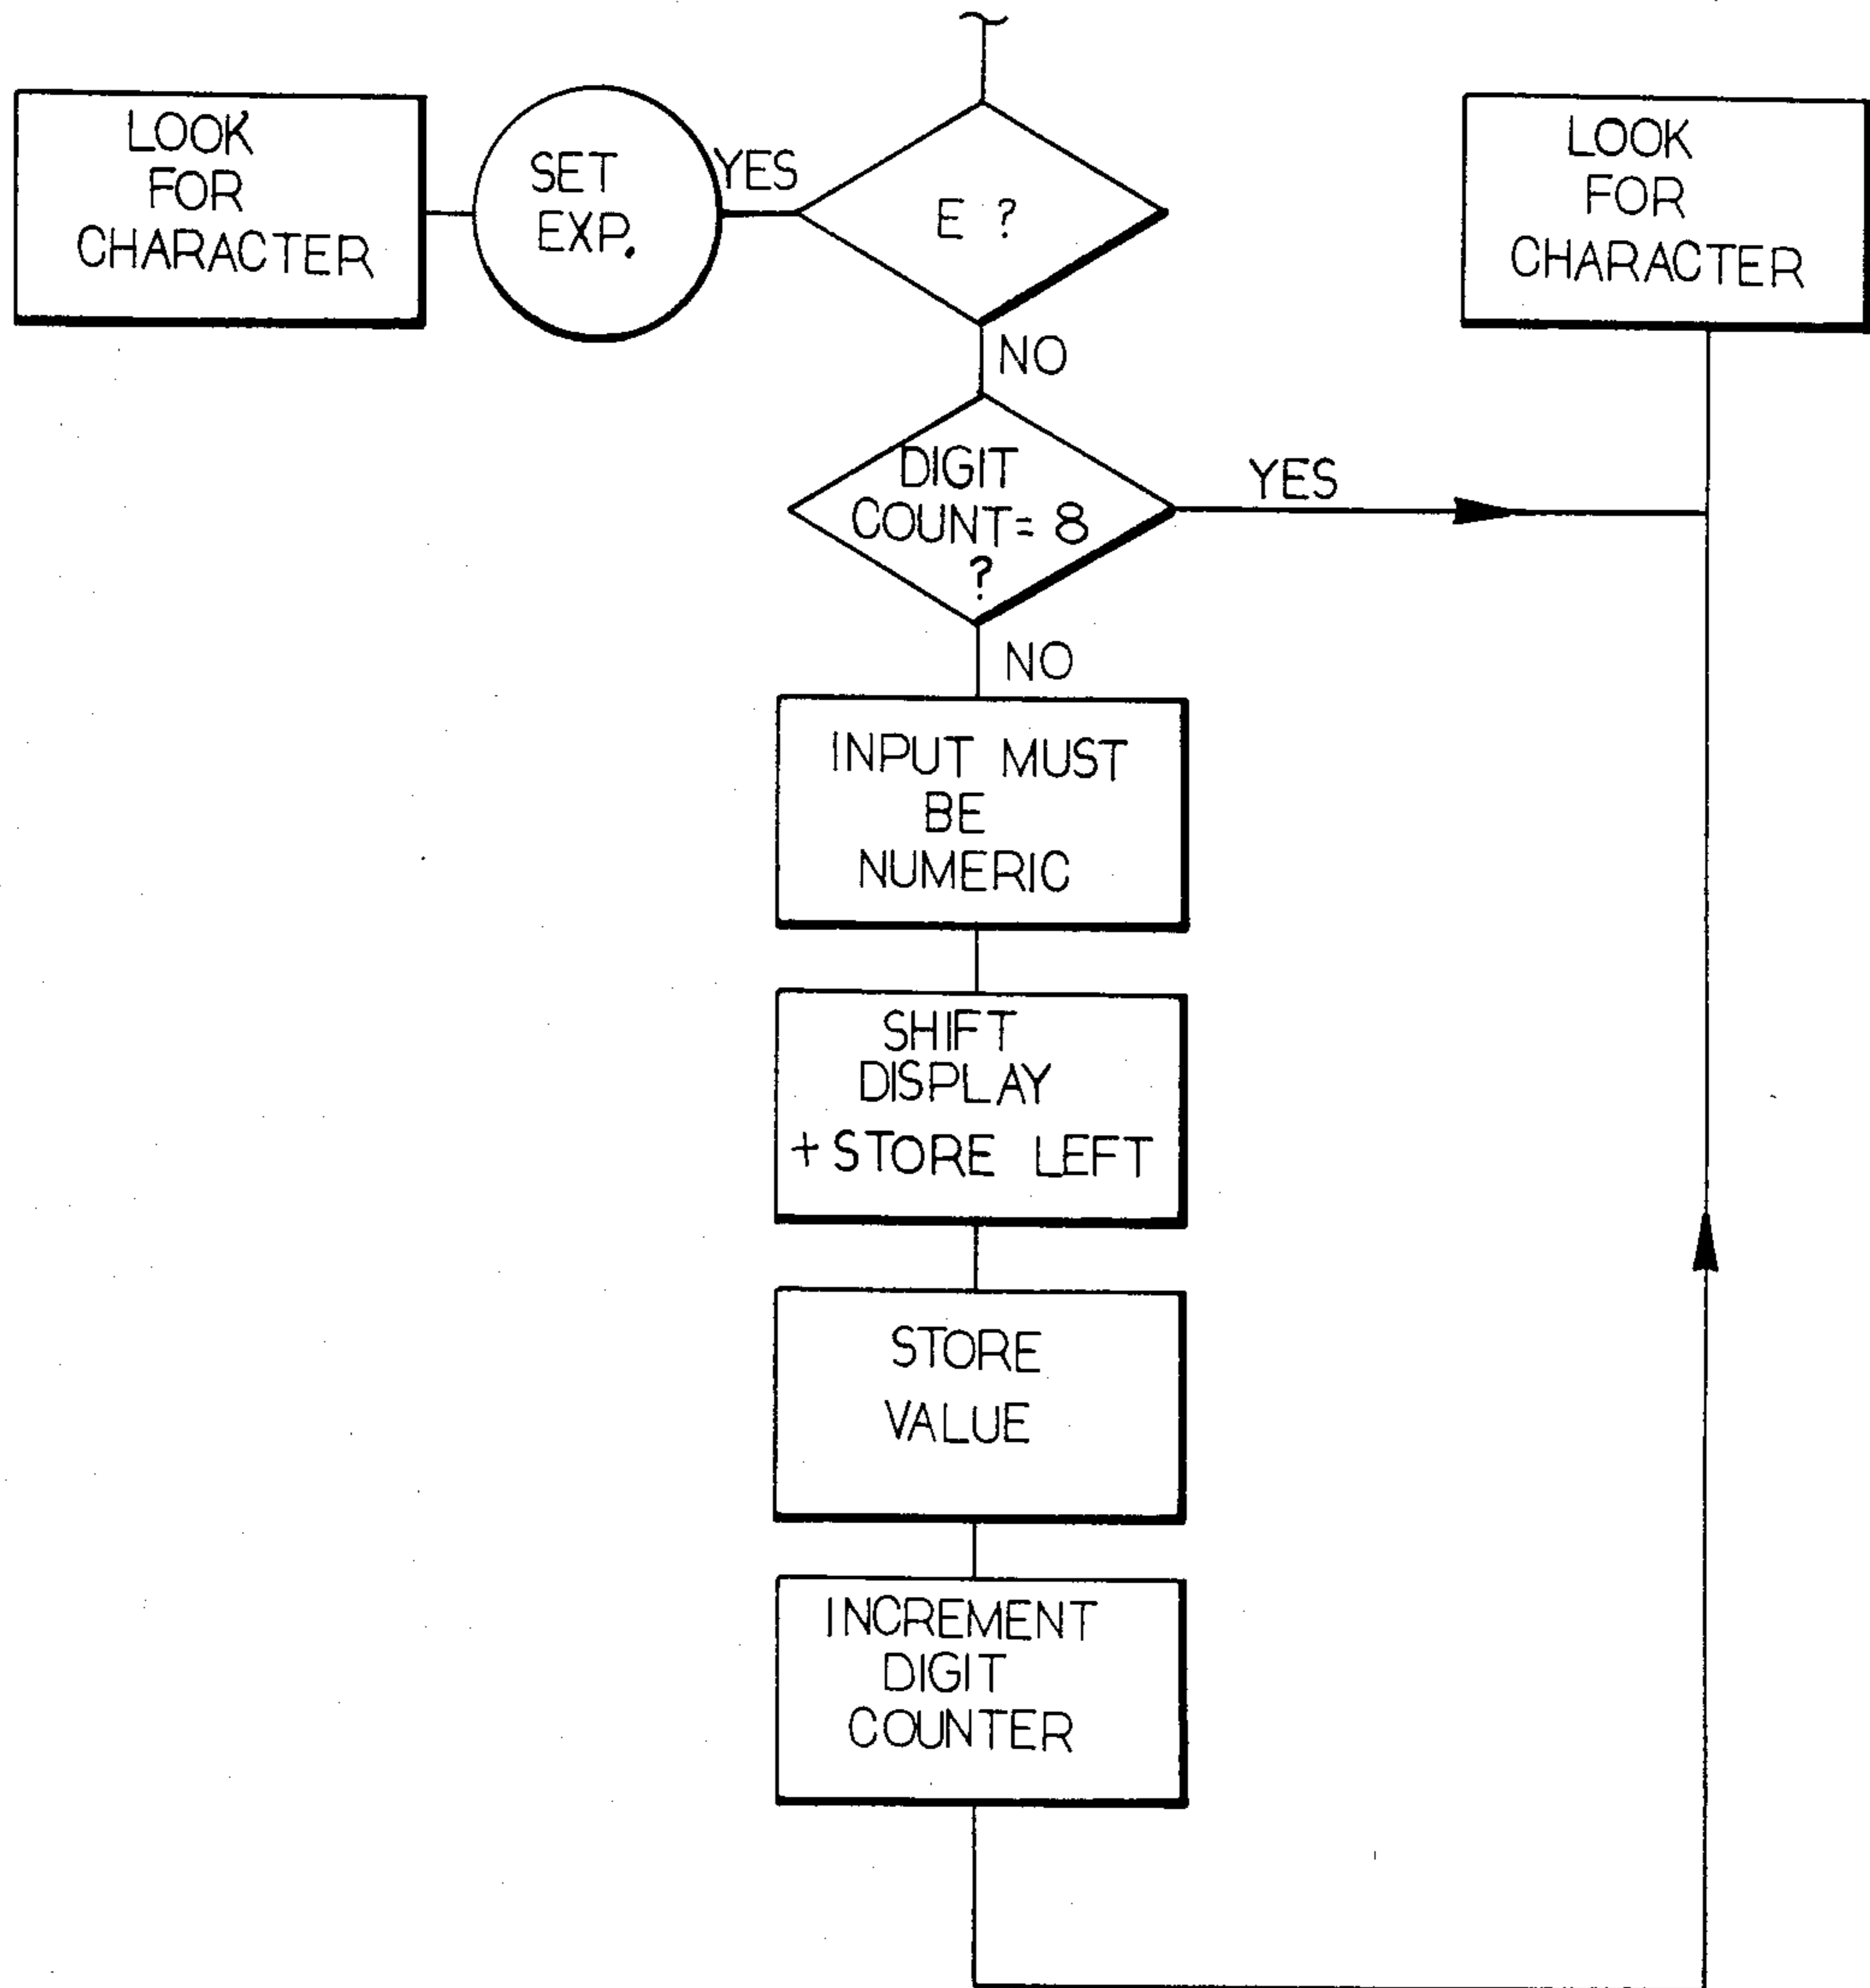 LOOK
FOR
CHARACTER
SET
EXP.
YES
E ?
LOOK
FOR
CHARACTER
NO
DIGIT
COUNT = 8
?
YES
NO
INPUT MUST
BE
NUMERIC
SHIFT
DISPLAY
+ STORE LEFT
STORE
VALUE
INCREMENT
DIGIT
COUNTER